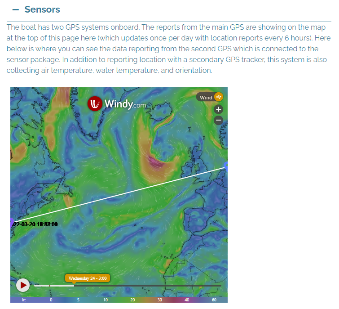 — Sensors
The boat has two GPS systems onboard. The reports from the main GPS are showing on the map
at the top of this page here (which updates once per day with location reports every 6 hours). Here
below is where you can see the data reporting from the second GPS which is connected to the
sensor package. In addition to reporting location with a secondary GPS tracker, this system is also
collecting air temperature, water temperature, and orientation.
Windy.com
Wind
+
−